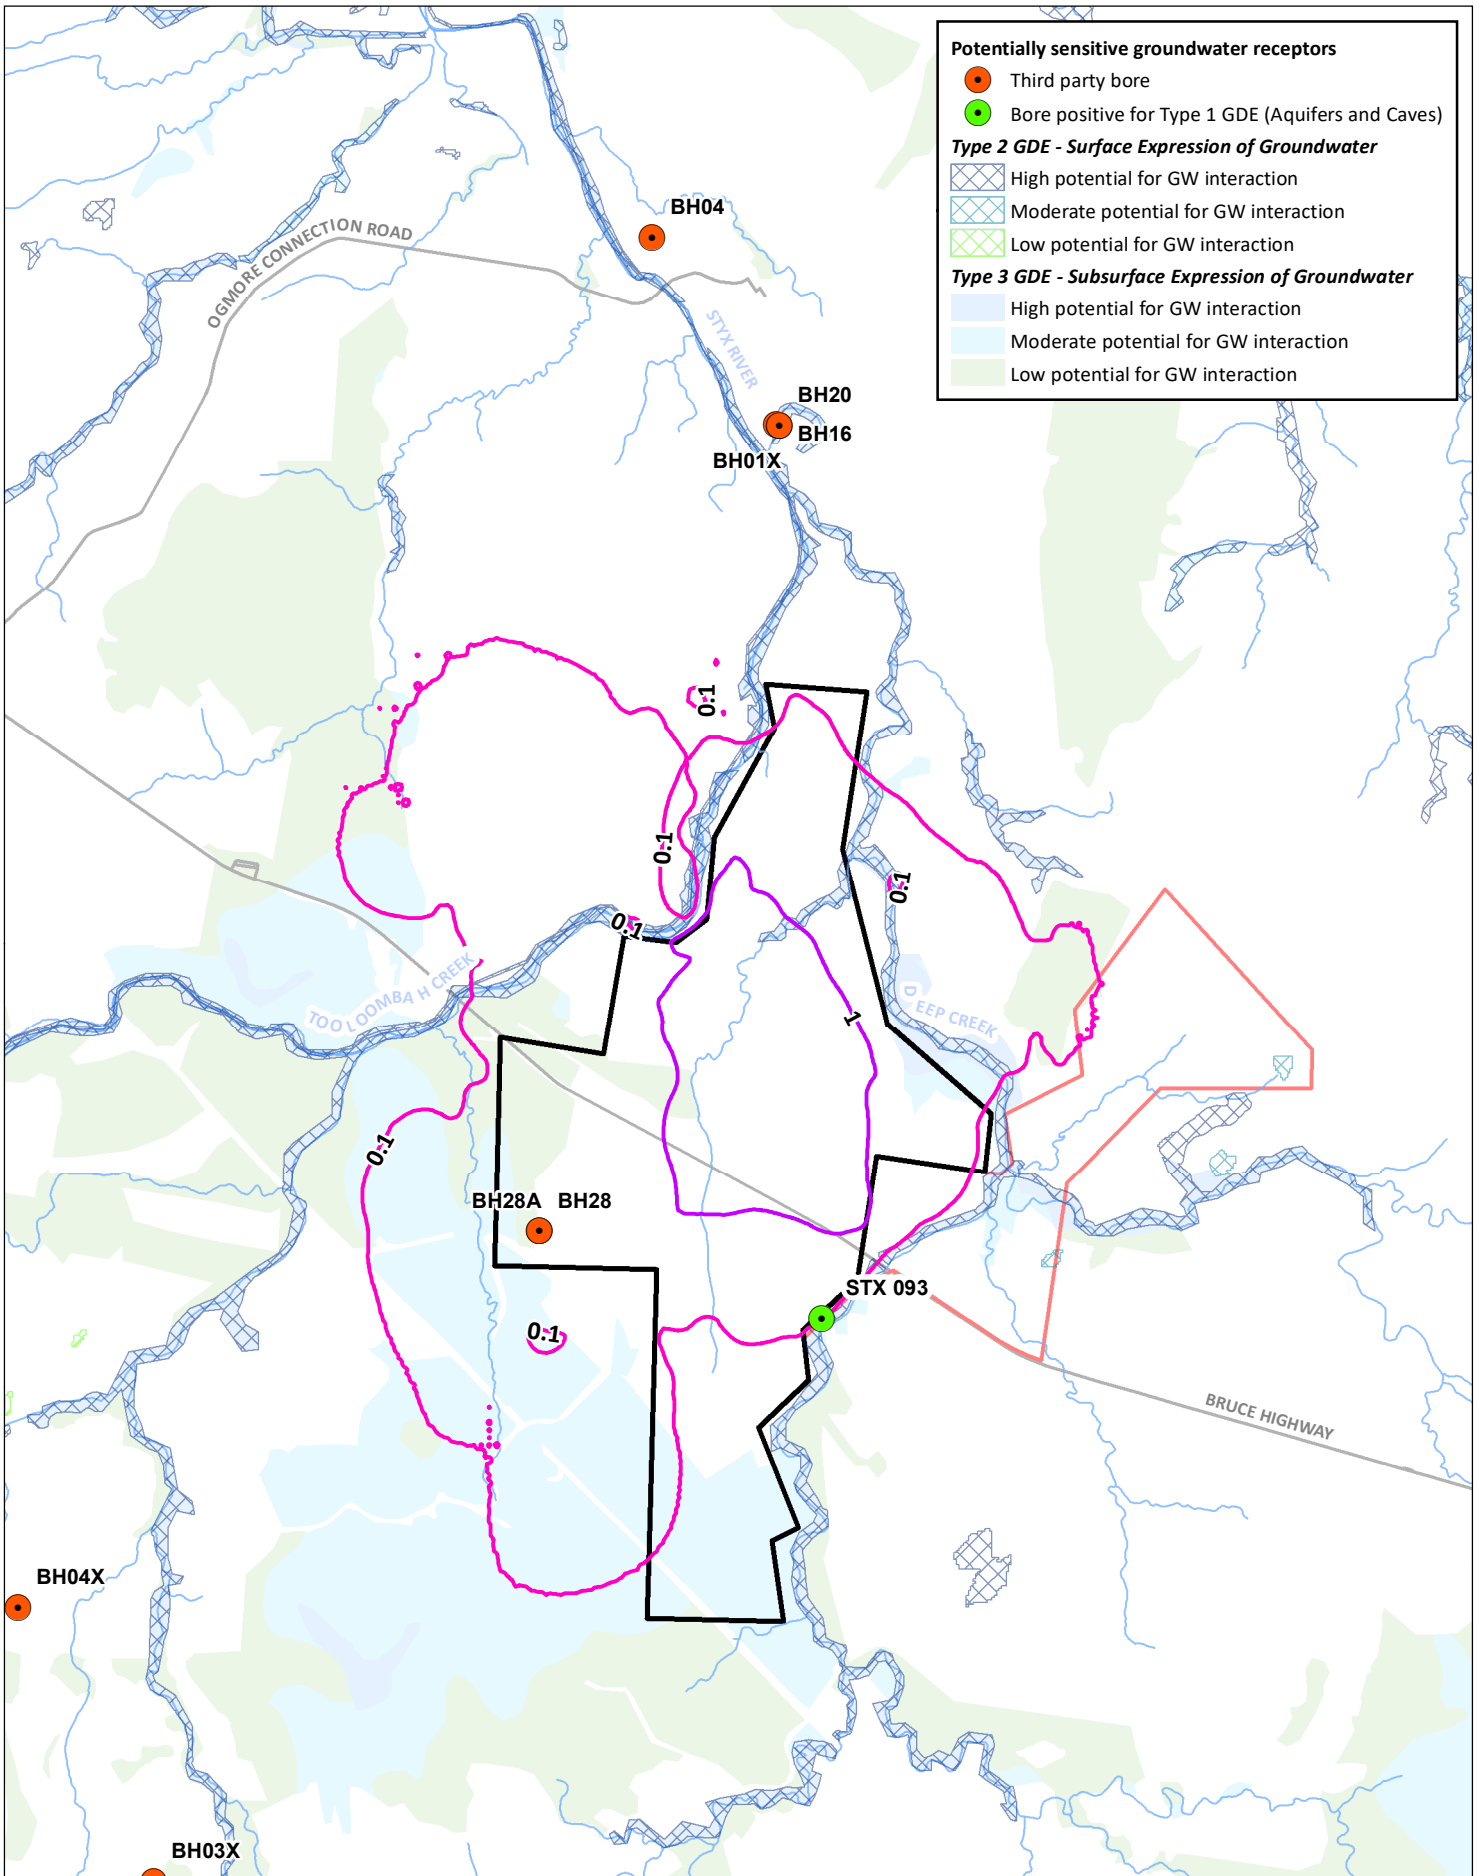 Potentially sensitive groundwater receptors
Third party bore
Bore positive for Type 1 GDE (Aquifers and Caves)
Type 2 GDE - Surface Expression of Groundwater
High potential for GW interaction
Moderate potential for GW interaction
Low potential for GW interaction
Type 3 GDE - Subsurface Expression of Groundwater
High potential for GW interaction
Moderate potential for GW interaction
Low potential for GW interaction
BH04
OGMORE CONNECTION ROAD
STYX RIVER
BH20
BH16
BH01X
0.1
0.1
0.1
0.1
TOOLOOMBAH CREEK
DEEP CREEK
1
0.1
BH28A BH28
STX 093
0.1
BRUCE HIGHWAY
BH04X
BH03X